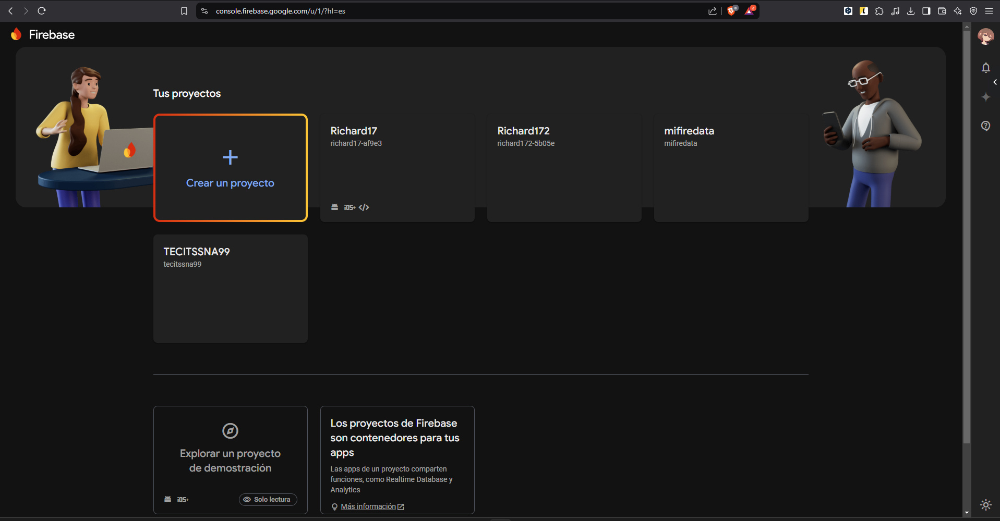 console.firebase.google.com/u/1/?hl=es
8
2
Firebase
Tus proyectos
Crear un proyecto
Richard17
richard17-af9e3
iOS+
Richard172
richard172-5b05e
mifiredata
mifiredata
TECITSSNA99
tecitssna99
Explorar un proyecto
de demostración
iOS+
Solo lectura
Los proyectos de Firebase
son contenedores para tus
apps
Las apps de un proyecto comparten
funciones, como Realtime Database y
Analytics
Más información